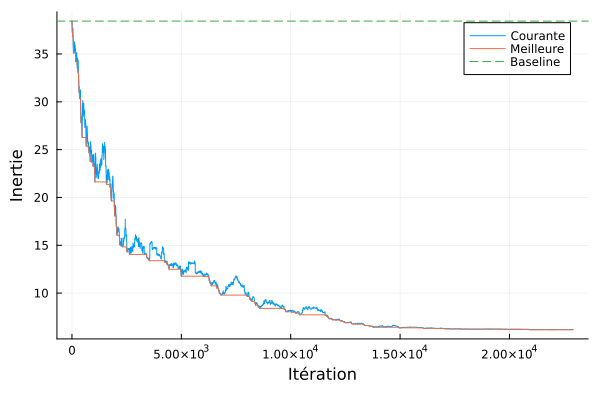 Inertie
35
30
25
20
15
10
Courante
Meilleure
Baseline
0
5.00×10³
1.00×10⁴
1.50×10⁴
2.00×10⁴
Itération